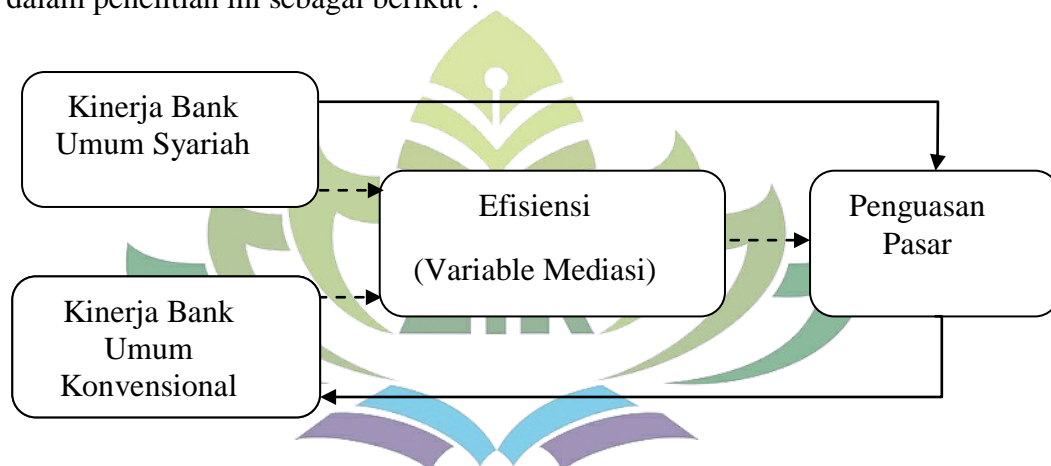 dalam penelitian ini sebagai berikut :
Kinerja Bank
Umum Syariah
Efisiensi
(Variable Mediasi)
Penguasan
Pasar
Kinerja Bank
Umum
Konvensional